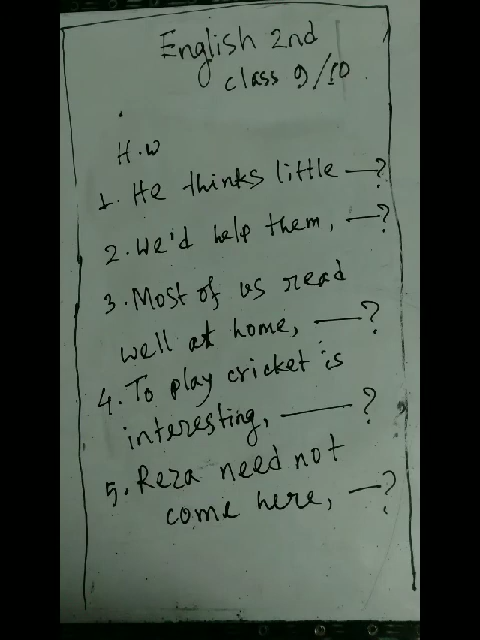 English 2nd
class 9/10
H.W
1. He thinks little —?
2. We'd help them, —?
3. Most of us read
well at home, —?
4. To play cricket is
interesting, —?
5. Reza need not
come here, —?